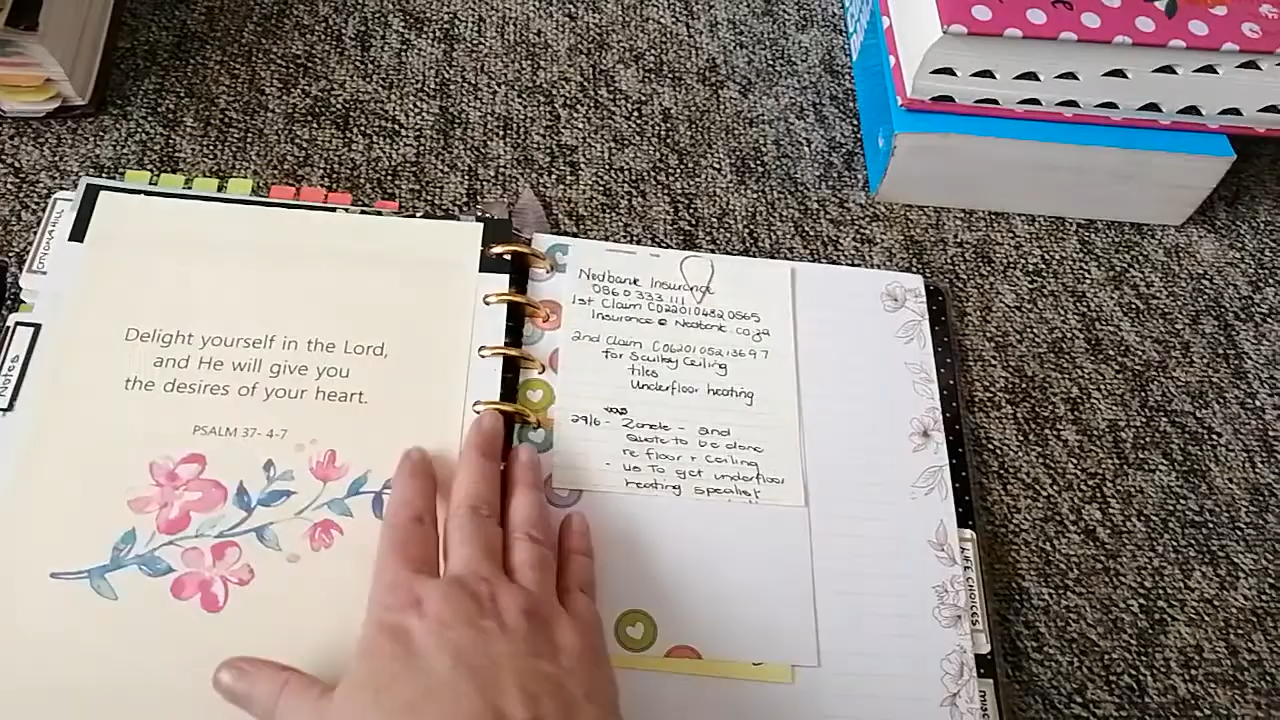 Delight yourself in the Lord,
and He will give you
the desires of your heart.
PSALM 37- 4-7
Notes
Nedbank Insurance
0860 333 111
1st Claim C0220104820565
Insurance @ Nedbank.co.za
2nd Claim C0620105213697
for Scullery Ceiling
tiles
Underfloor heating
29/6 - Zande - and
quote to be done
re floor + ceiling
- us To get underfloor
heating specialist
LIFE CHOICES
MISC